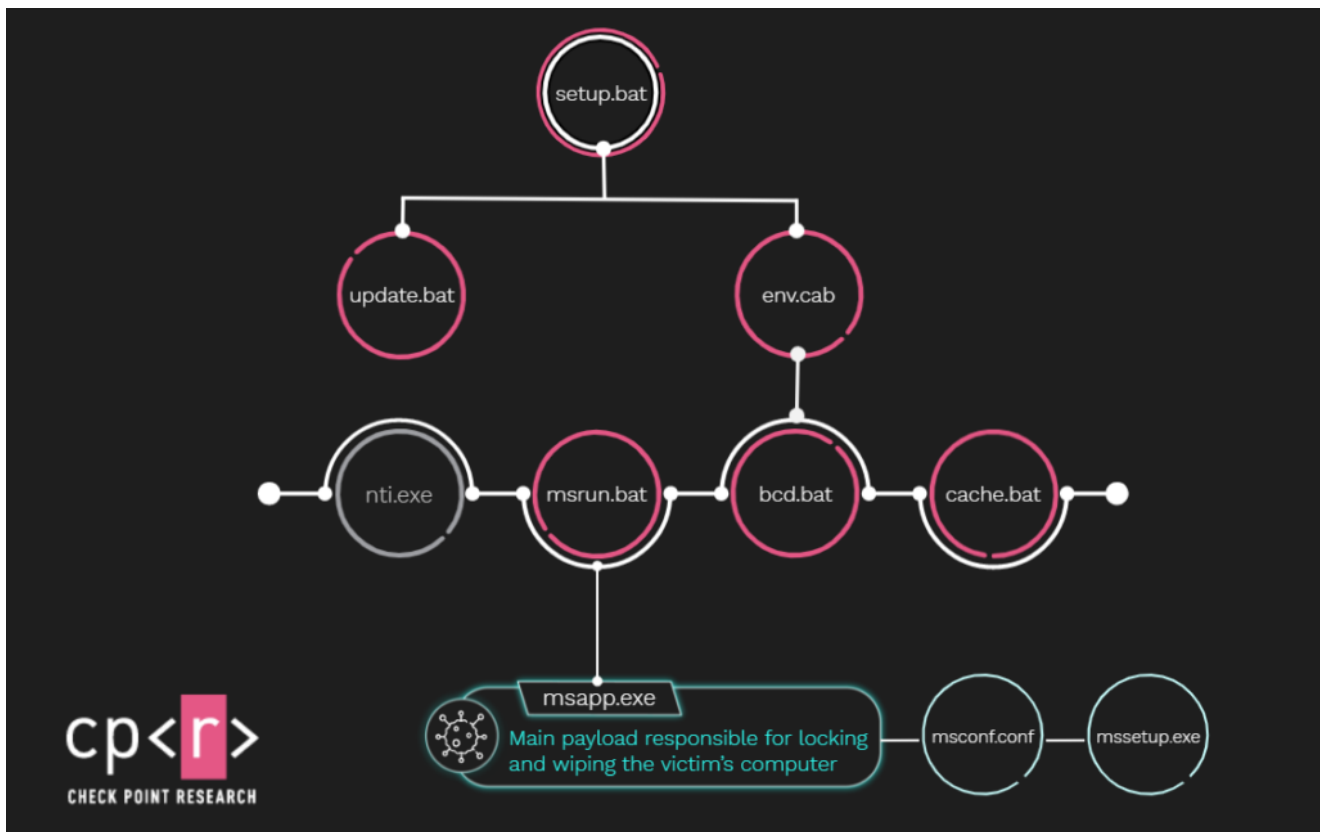 setup.bat
update.bat
env.cab
nti.exe
msrun.bat
bcd.bat
cache.bat
msapp.exe
Main payload responsible for locking
and wiping the victim's computer
msconf.conf
mssetup.exe
cp<r>
CHECK POINT RESEARCH